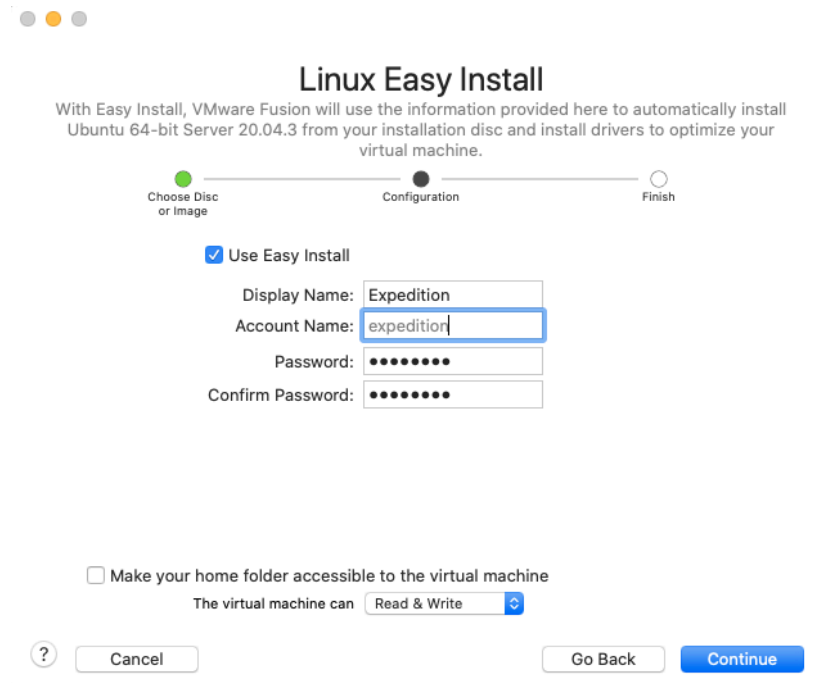 Linux Easy Install
With Easy Install, VMware Fusion will use the information provided here to automatically install
Ubuntu 64-bit Server 20.04.3 from your installation disc and install drivers to optimize your
virtual machine.
Choose Disc
or Image
Configuration
Finish
Use Easy Install
Display Name: Expedition
Account Name: expedition
Password: ••••••••
Confirm Password: ••••••••
Make your home folder accessible to the virtual machine
The virtual machine can Read & Write
? Cancel Go Back Continue